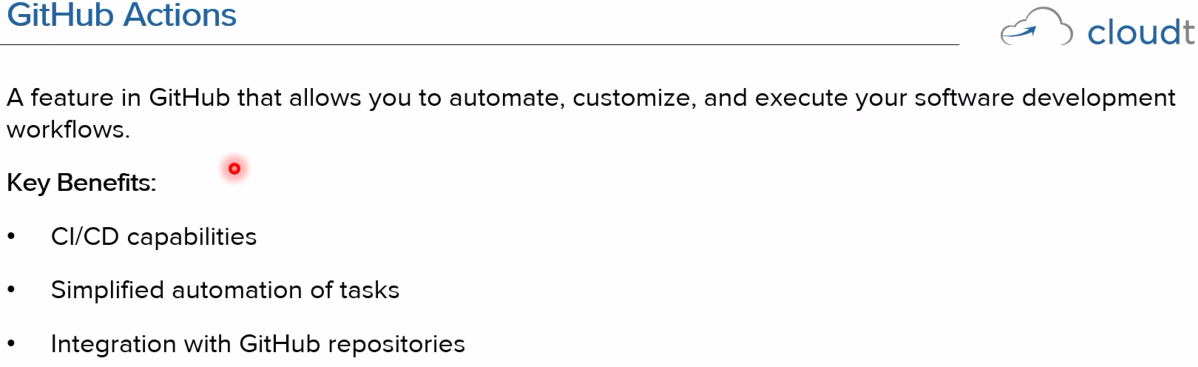 GitHub Actions
cloudt
A feature in GitHub that allows you to automate, customize, and execute your software development
workflows.
Key Benefits:
• CI/CD capabilities
• Simplified automation of tasks
• Integration with GitHub repositories